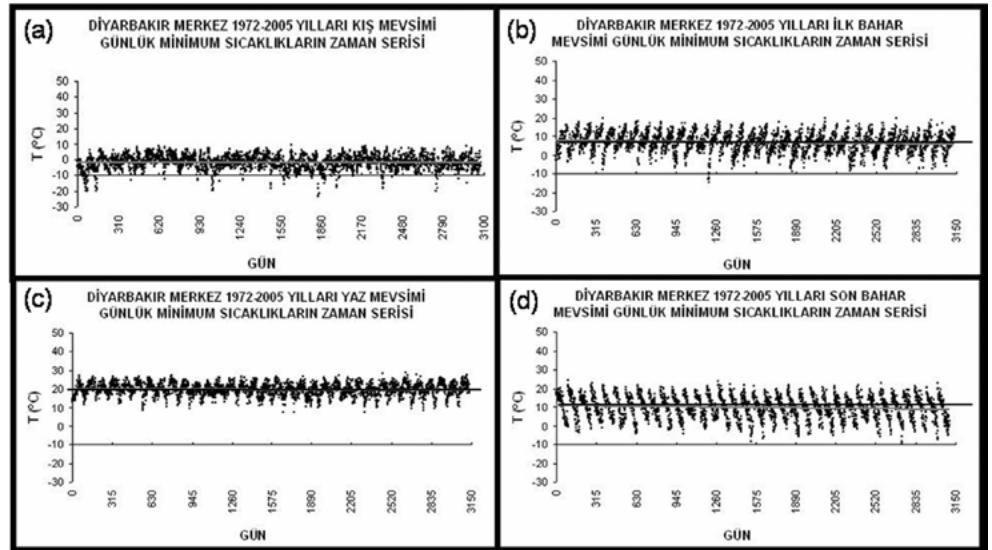 (a)
DİYARBAKIR MERKEZ 1972-2005 YILLARI KIŞ MEVSİMİ
GÜNLÜK MİNİMUM SICAKLIKLARIN ZAMAN SERİSİ
T (°C)
50
40
30
20
10
0
-10
-20
-30
0 310 620 930 1240 1550 1860 2170 2480 2790 3100
GÜN
(b)
DİYARBAKIR MERKEZ 1972-2005 YILLARI İLK BAHAR
MEVSİMİ GÜNLÜK MİNİMUM SICAKLIKLARIN ZAMAN SERİSİ
T (°C)
50
40
30
20
10
0
-10
-20
-30
0 315 630 945 1260 1575 1890 2205 2520 2835 3150
GÜN
(c)
DİYARBAKIR MERKEZ 1972-2005 YILLARI YAZ MEVSİMİ
GÜNLÜK MİNİMUM SICAKLIKLARIN ZAMAN SERİSİ
T (°C)
50
40
30
20
10
0
-10
-20
-30
0 315 630 945 1260 1575 1890 2205 2520 2835 3150
GÜN
(d)
DİYARBAKIR MERKEZ 1972-2005 YILLARI SON BAHAR
MEVSİMİ GÜNLÜK MİNİMUM SICAKLIKLARIN ZAMAN SERİSİ
T (°C)
50
40
30
20
10
0
-10
-20
-30
0 315 630 945 1260 1575 1890 2205 2520 2835 3150
GÜN